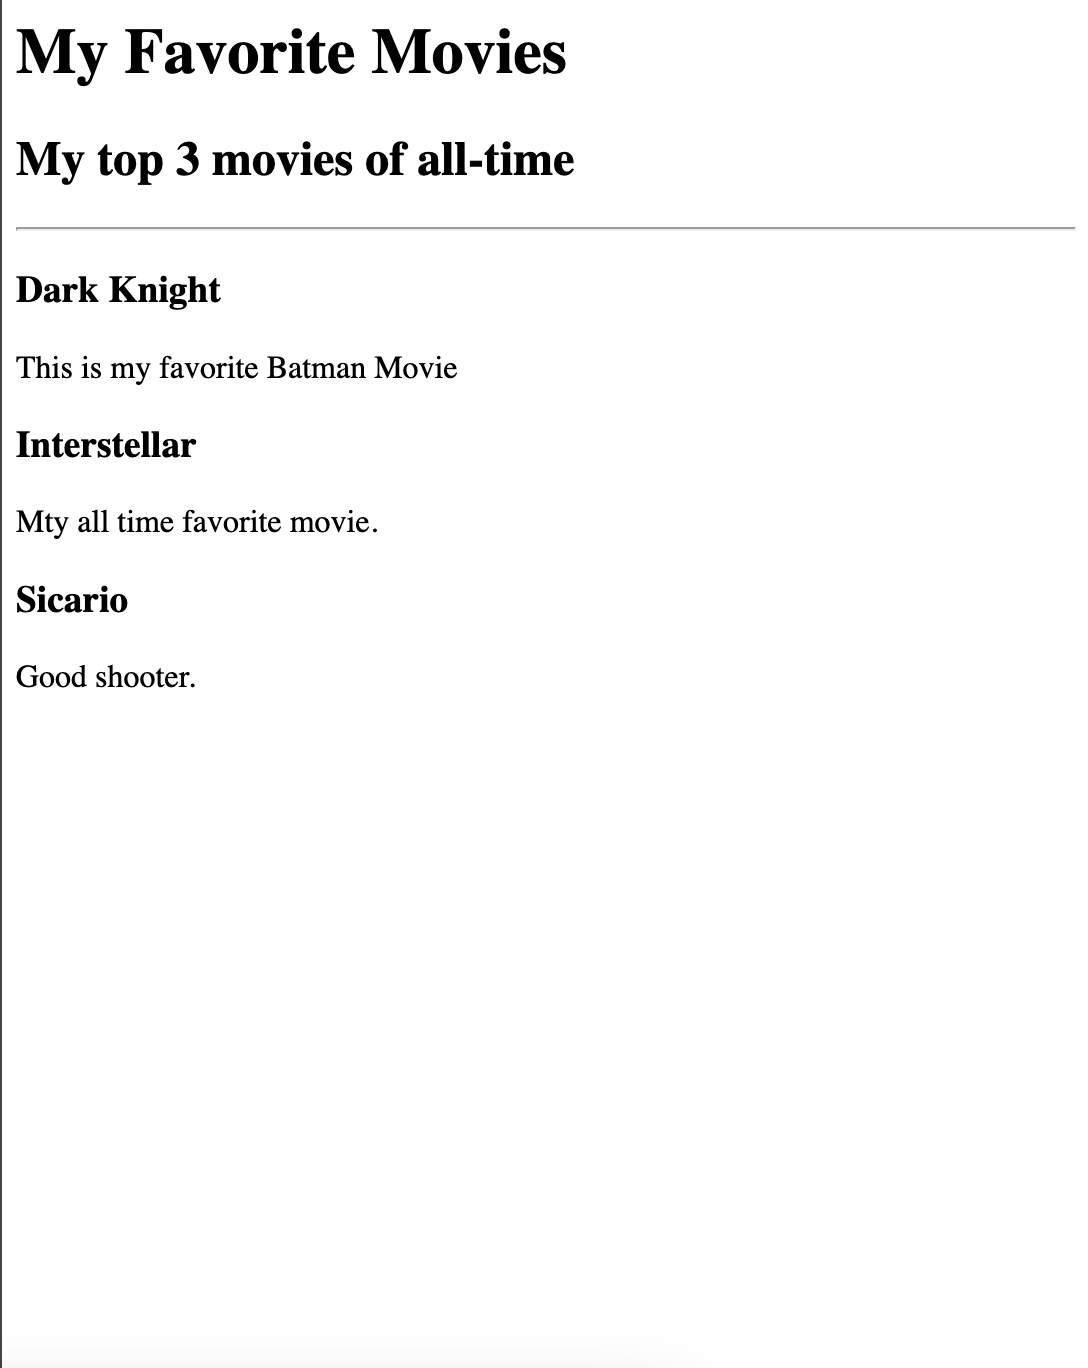 My Favorite Movies
My top 3 movies of all-time
Dark Knight
This is my favorite Batman Movie
Interstellar
Mty all time favorite movie.
Sicario
Good shooter.